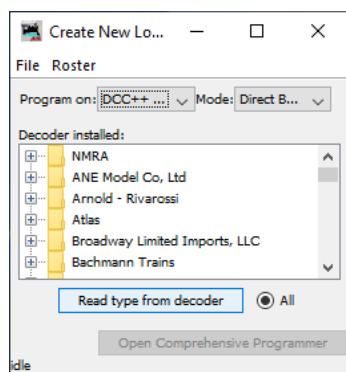 Create New Lo...
File Roster
Program on: DCC++ ... Mode: Direct B...
Decoder installed:
NMRA
ANE Model Co, Ltd
Arnold - Rivarossi
Atlas
Broadway Limited Imports, LLC
Bachmann Trains
Read type from decoder All
Open Comprehensive Programmer
idle